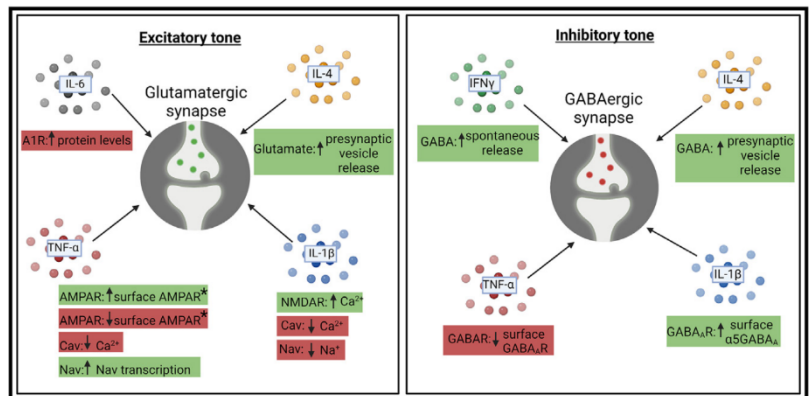 Excitatory tone
IL-6
IL-4
Glutamatergic
synapse
A1R:↑protein levels
Glutamate:↑presynaptic
vesicle
release
TNF-α
IL-1β
AMPAR:↑surface AMPAR*
AMPAR:↓surface AMPAR*
Cav:↓ Ca²⁺
Nav:↑ Nav transcription
NMDAR:↑ Ca²⁺
Cav: ↓ Ca²⁺
Nav: ↓ Na⁺
Inhibitory tone
IFNγ
IL-4
GABAergic
synapse
GABA:↑spontaneous
release
GABA: ↑ presynaptic
vesicle
release
TNF-α
IL-1β
GABAR:↓ surface
GABAₐR
GABAₐR:↑ surface
α5GABAₐ